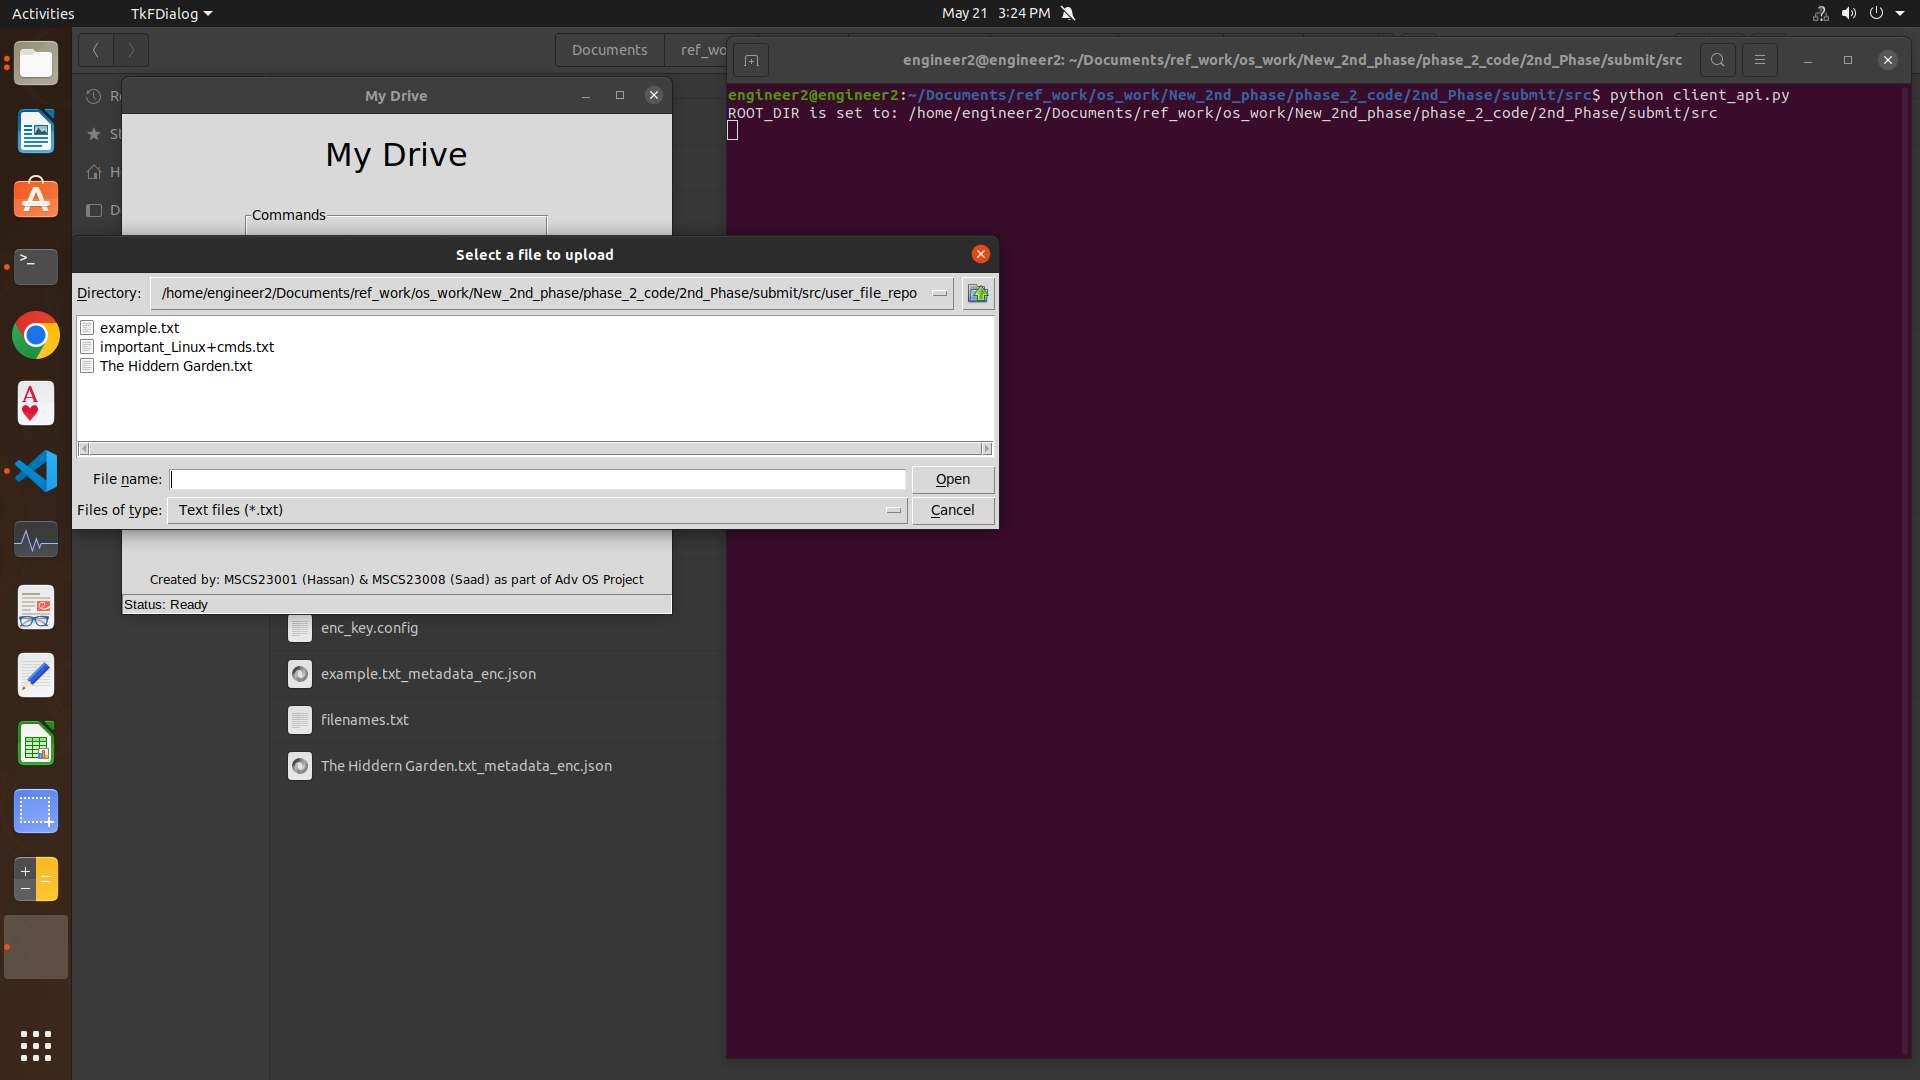 Activities
TkFDialog
May 21 3:24 PM
Documents
ref_wo
engineer2@engineer2: ~/Documents/ref_work/os_work/New_2nd_phase/phase_2_code/2nd_Phase/submit/src
engineer2@engineer2:~/Documents/ref_work/os_work/New_2nd_phase/phase_2_code/2nd_Phase/submit/src$ python client_api.py
ROOT_DIR is set to: /home/engineer2/Documents/ref_work/os_work/New_2nd_phase/phase_2_code/2nd_Phase/submit/src
My Drive
My Drive
Commands
Select a file to upload
Directory: /home/engineer2/Documents/ref_work/os_work/New_2nd_phase/phase_2_code/2nd_Phase/submit/src/user_file_repo
example.txt
important_Linux+cmds.txt
The Hiddern Garden.txt
File name:
Open
Files of type: Text files (*.txt)
Cancel
Created by: MSCS23001 (Hassan) & MSCS23008 (Saad) as part of Adv OS Project
Status: Ready
enc_key.config
example.txt_metadata_enc.json
filenames.txt
The Hiddern Garden.txt_metadata_enc.json